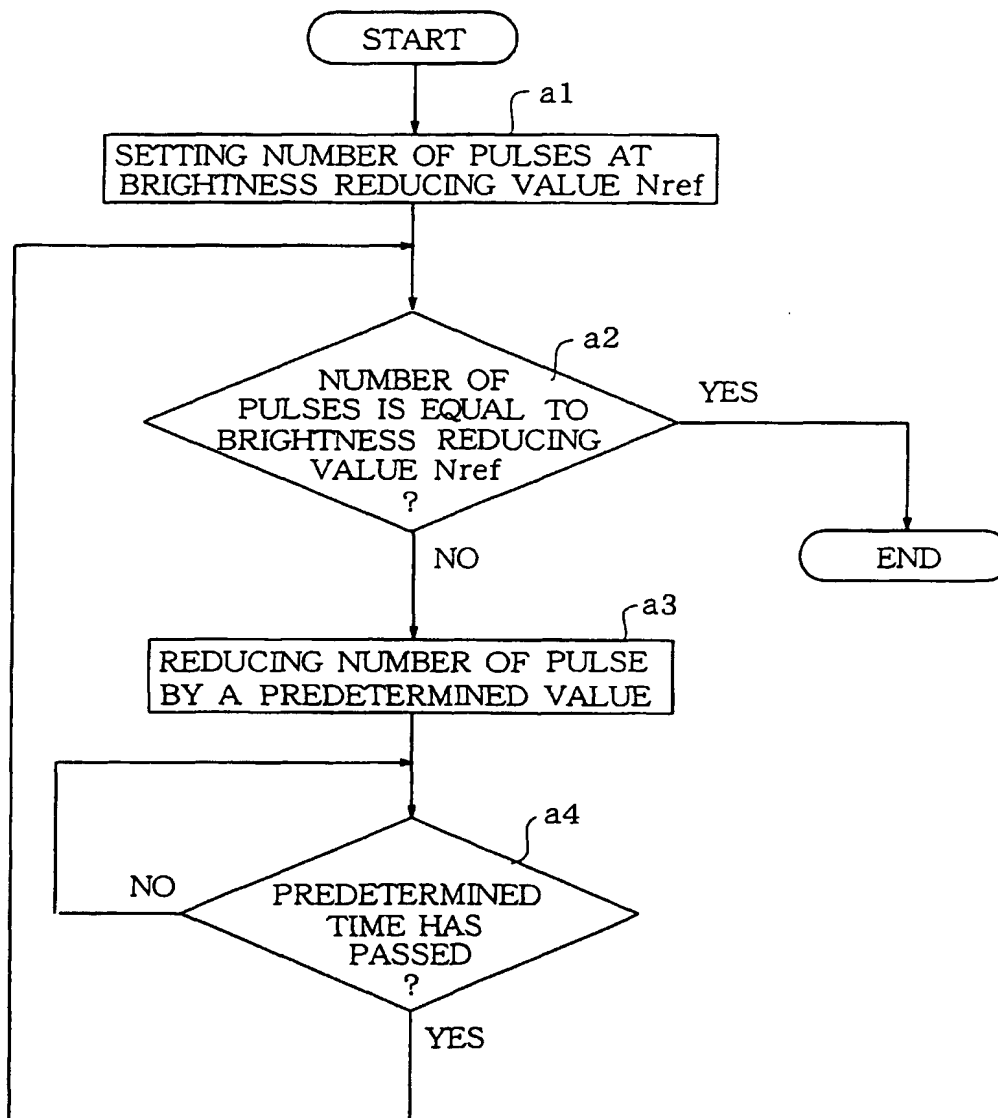 START
a1
SETTING NUMBER OF PULSES AT
BRIGHTNESS REDUCING VALUE Nref
a2
NUMBER OF
PULSES IS EQUAL TO
BRIGHTNESS REDUCING
VALUE Nref
?
YES
NO
END
a3
REDUCING NUMBER OF PULSE
BY A PREDETERMINED VALUE
a4
NO
PREDETERMINED
TIME HAS
PASSED
?
YES